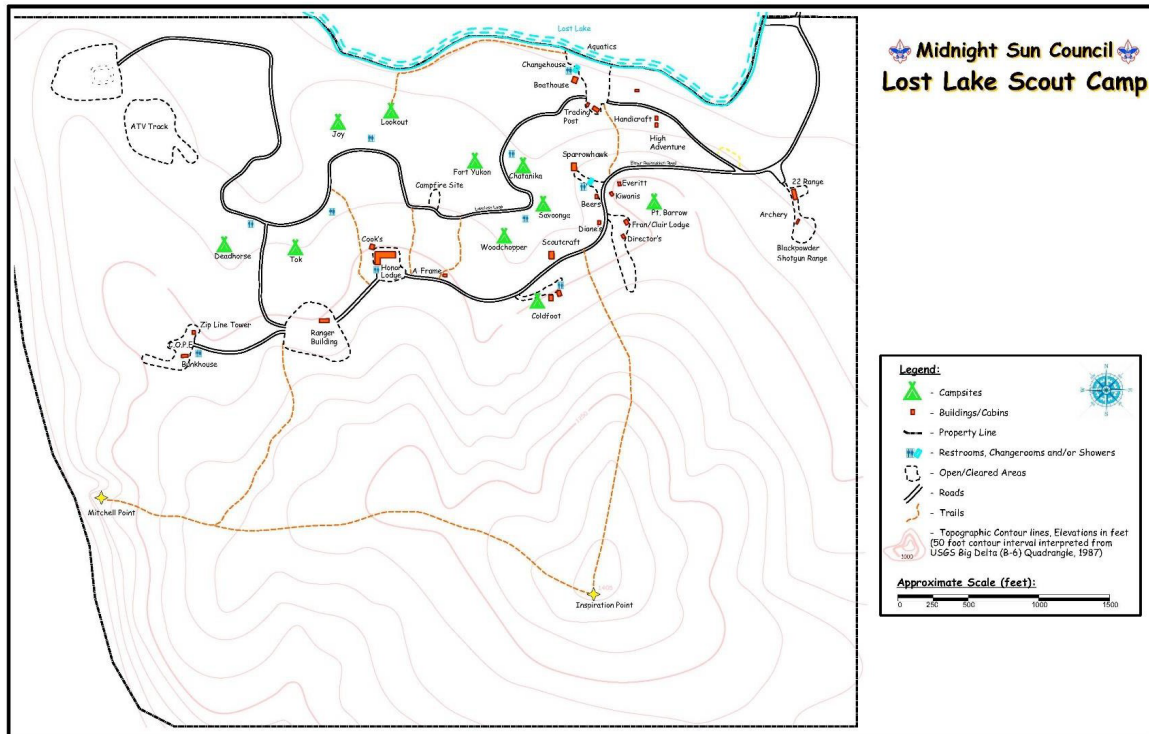 Midnight Sun Council
Lost Lake Scout Camp
Lost Lake
Aquatics
Changehouse
Boathouse
Trading
Post
Handicraft
High
Adventure
ATV Track
Joy
Lookout
Fort Yukon
Chatanika
Sparrowhawk
Campfire Site
Savoonga
Beers
Everitt
Kiwanis
Pt. Barrow
22 Range
Archery
Blackpowder
Shotgun Range
Diane's
Fran/Clair Lodge
Director's
Deadhorse
Tok
Cook's
Honor
Lodge
A Frame
Woodchopper
Scoutcraft
Coldfoot
Zip Line Tower
C.O.P.E.
Bunkhouse
Ranger
Building
Mitchell Point
Inspiration Point
Legend:
- Campsites
- Buildings/Cabins
- Property Line
- Restrooms, Changerooms and/or Showers
- Open/Cleared Areas
- Roads
- Trails
- Topographic Contour lines, Elevations in feet
(50 foot contour interval interpreted from
USGS Big Delta (B-6) Quadrangle, 1987)
1000
Approximate Scale (feet):
0 250 500 1000 1500